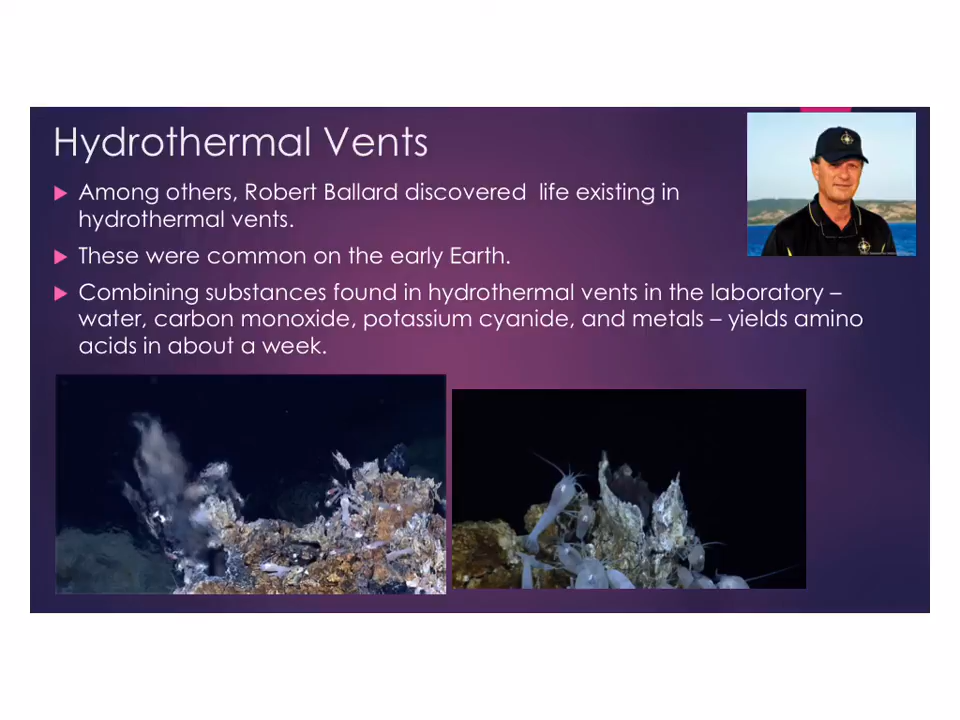 Hydrothermal Vents
Among others, Robert Ballard discovered  life existing in
hydrothermal vents.
These were common on the early Earth.
Combining substances found in hydrothermal vents in the laboratory –
water, carbon monoxide, potassium cyanide, and metals – yields amino
acids in about a week.